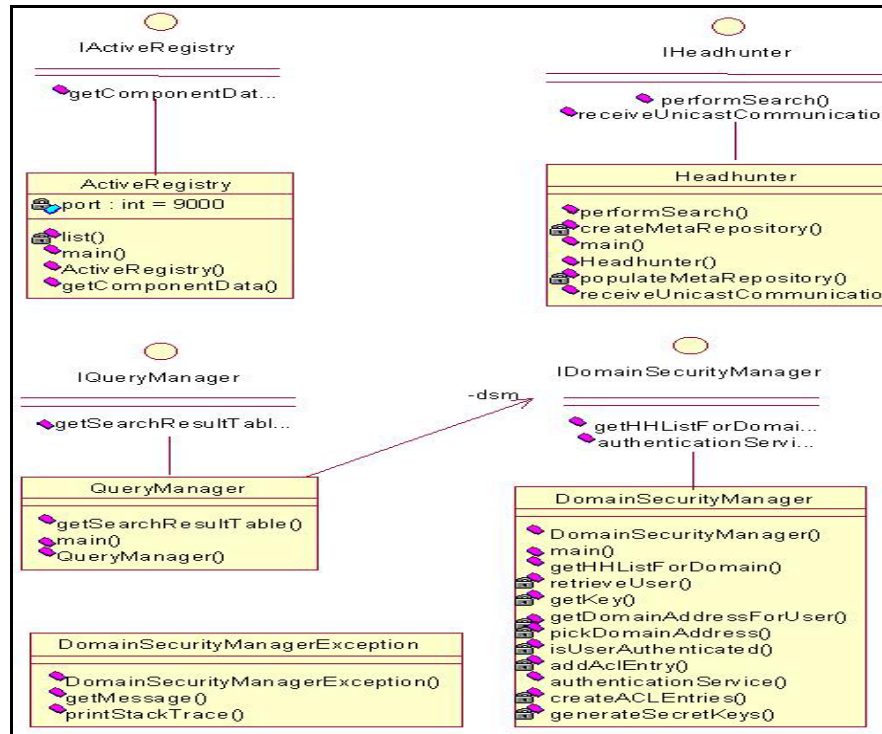 IActiveRegistry
getComponentDat...
ActiveRegistry
port : int = 9000
list()
main()
ActiveRegistry()
getComponentData()
IHeadhunter
performSearch()
receiveUnicastCommunicatio
Headhunter
performSearch()
createMetaRepository()
main()
Headhunter()
populateMetaRepository()
receiveUnicastCommunicatio
IQueryManager
getSearchResultTabl...
QueryManager
getSearchResultTable()
main()
QueryManager()
-dsm
IDomainSecurityManager
getHHListForDomai...
authenticationServi...
DomainSecurityManager
DomainSecurityManager()
main()
getHHListForDomain()
retrieveUser()
getKey()
getDomainAddressForUser()
pickDomainAddress()
isUserAuthenticated()
addAclEntry()
authenticationService()
createACLEntries()
generateSecretKeys()
DomainSecurityManagerException
DomainSecurityManagerException()
getMessage()
printStackTrace()